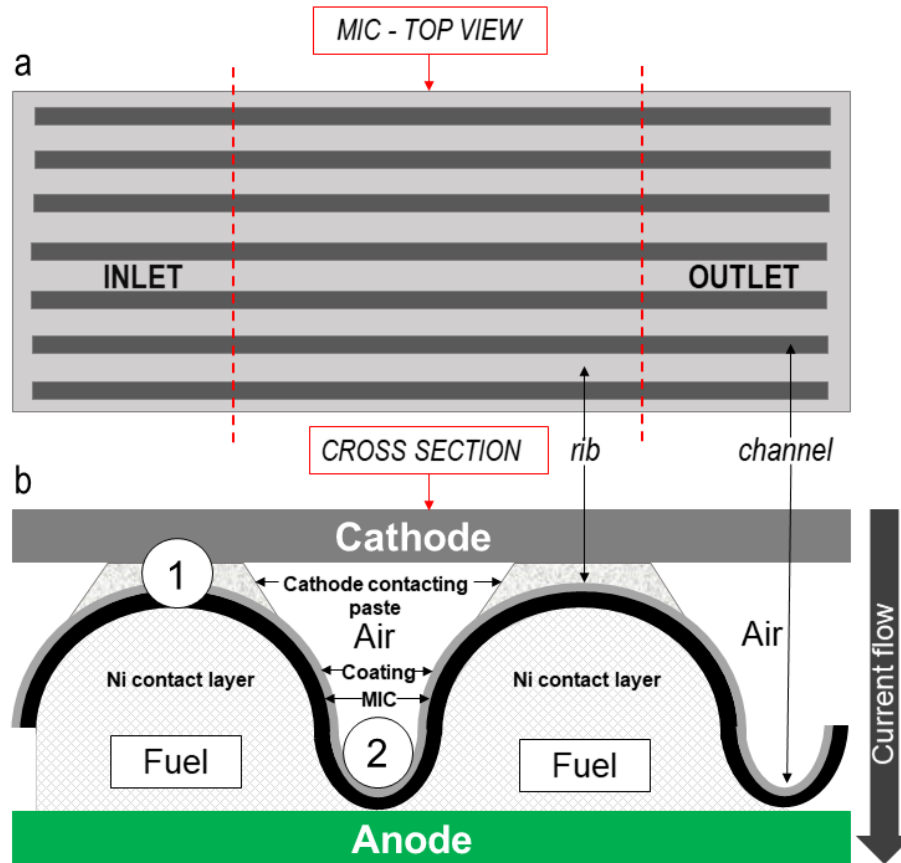 MIC - TOP VIEW
a
INLET
OUTLET
CROSS SECTION
rib
channel
b
Cathode
1
Cathode contacting
paste
Air
Air
Coating
MIC
Ni contact layer
Ni contact layer
2
Fuel
Fuel
Current flow
Anode